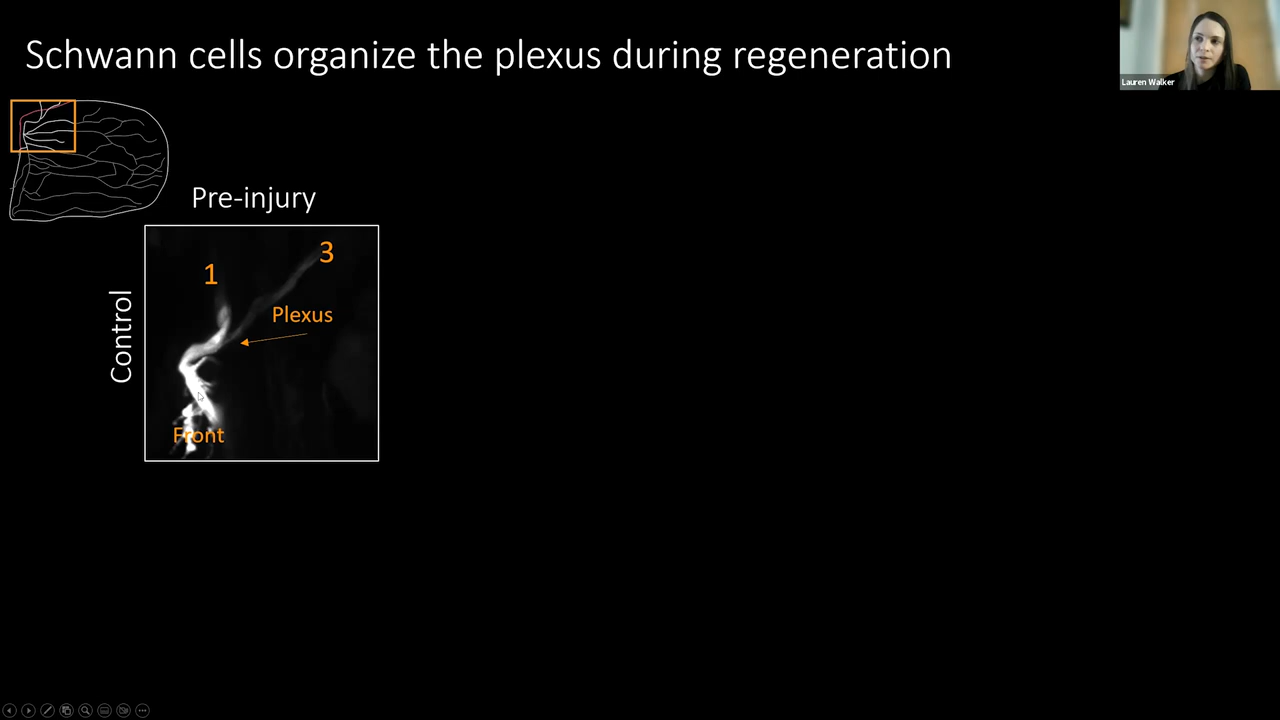 Schwann cells organize the plexus during regeneration
Lauren Walker
Pre-injury
Control
1
3
Plexus
Front